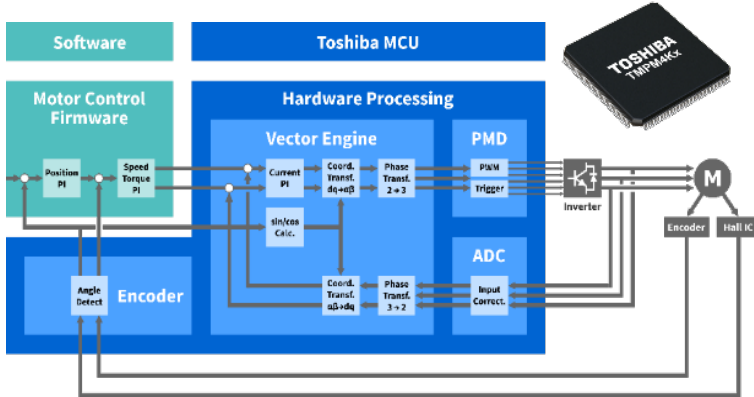 Software
Toshiba MCU
TOSHIBA
TMPM4Kx
Motor Control
Firmware
Hardware Processing
Vector Engine
PMD
Position
PI
Speed
Torque
PI
Current
PI
Coord.
Transf.
dq→αβ
Phase
Transf.
2→3
PWM
Trigger
Inverter
M
sin/cos
Calc.
Encoder
Hall IC
ADC
Angle
Detect
Encoder
Coord.
Transf.
αβ→dq
Phase
Transf.
3→2
Input
Correct.